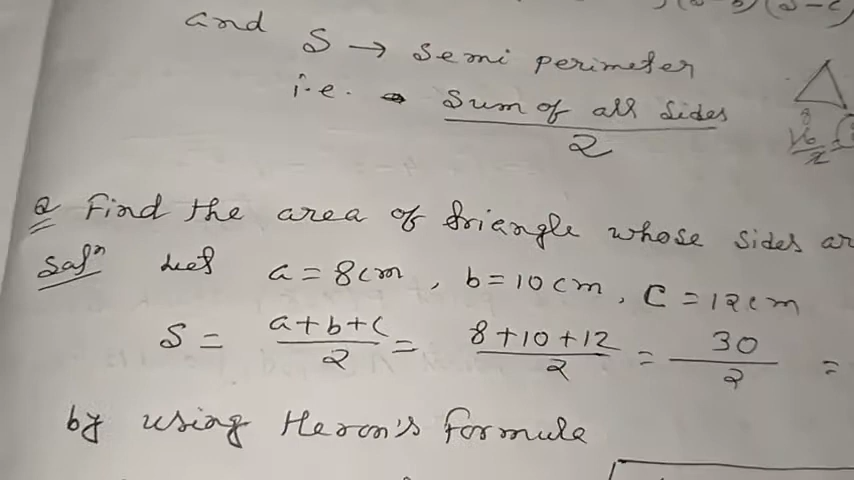 (s-c)
and S → Semi perimeter
i.e. → Sum of all sides
2
Q Find the area of triangle whose sides ar
Solⁿ Let a = 8cm, b = 10cm, C = 12cm
S = a+b+c/2 = 8+10+12/2 = 30/2 =
by using Heron's formula